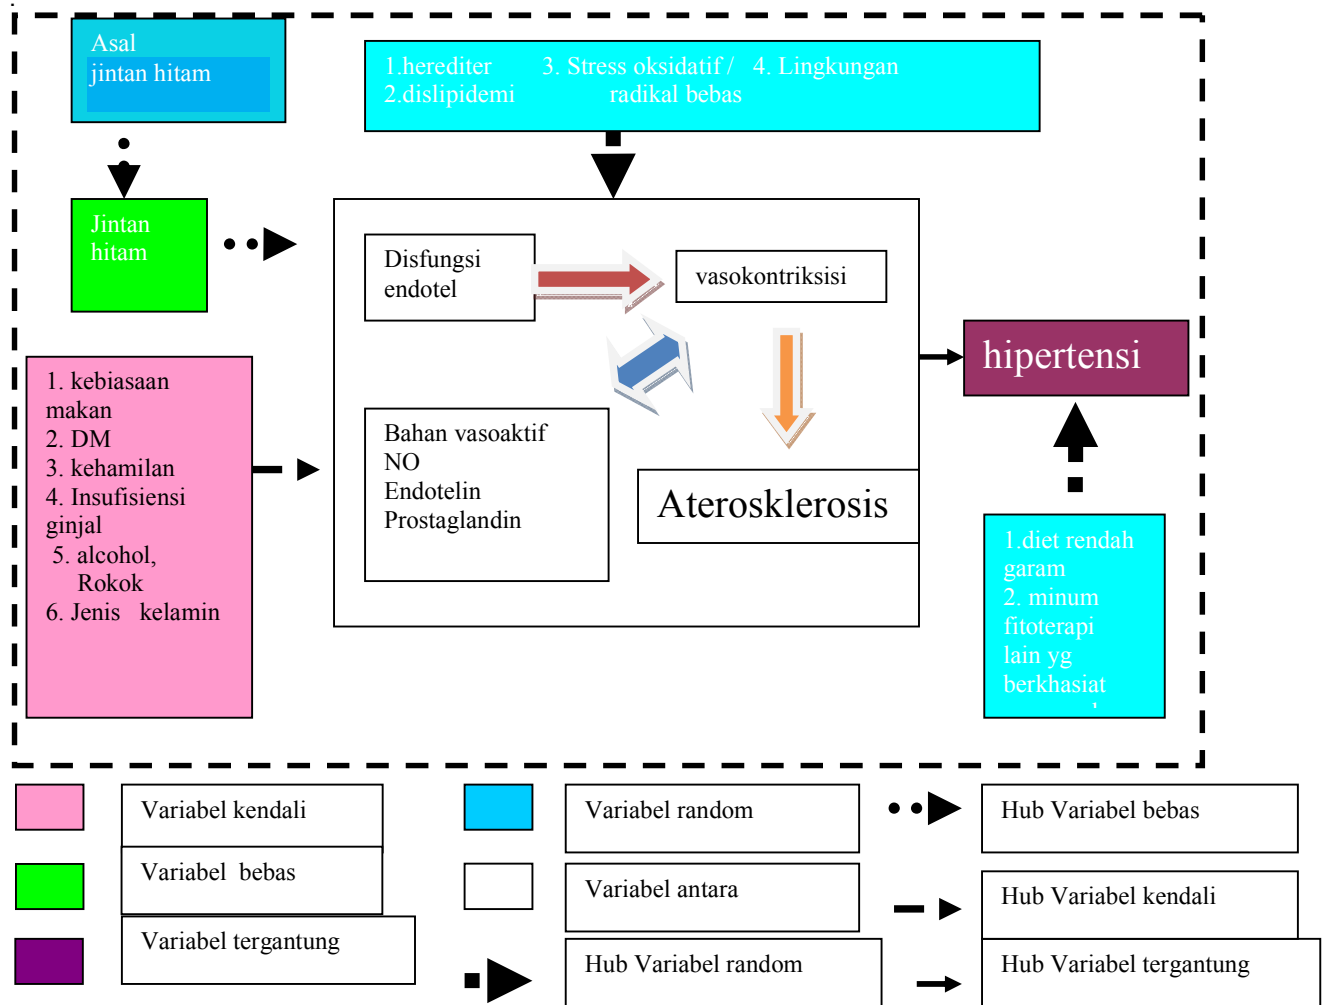 Asal
jintan hitam
1.herediter 3. Stress oksidatif / 4. Lingkungan
2.dislipidemi radikal bebas
Jintan
hitam
Disfungsi
endotel
vasokontriksisi
hipertensi
1. kebiasaan
makan
2. DM
3. kehamilan
4. Insufisiensi
ginjal
5. alcohol,
Rokok
6. Jenis kelamin
Bahan vasoaktif
NO
Endotelin
Prostaglandin
Aterosklerosis
1.diet rendah
garam
2. minum
fitoterapi
lain yg
berkhasiat
Variabel kendali
Variabel random
Hub Variabel bebas
Variabel bebas
Variabel antara
Hub Variabel kendali
Variabel tergantung
Hub Variabel random
Hub Variabel tergantung